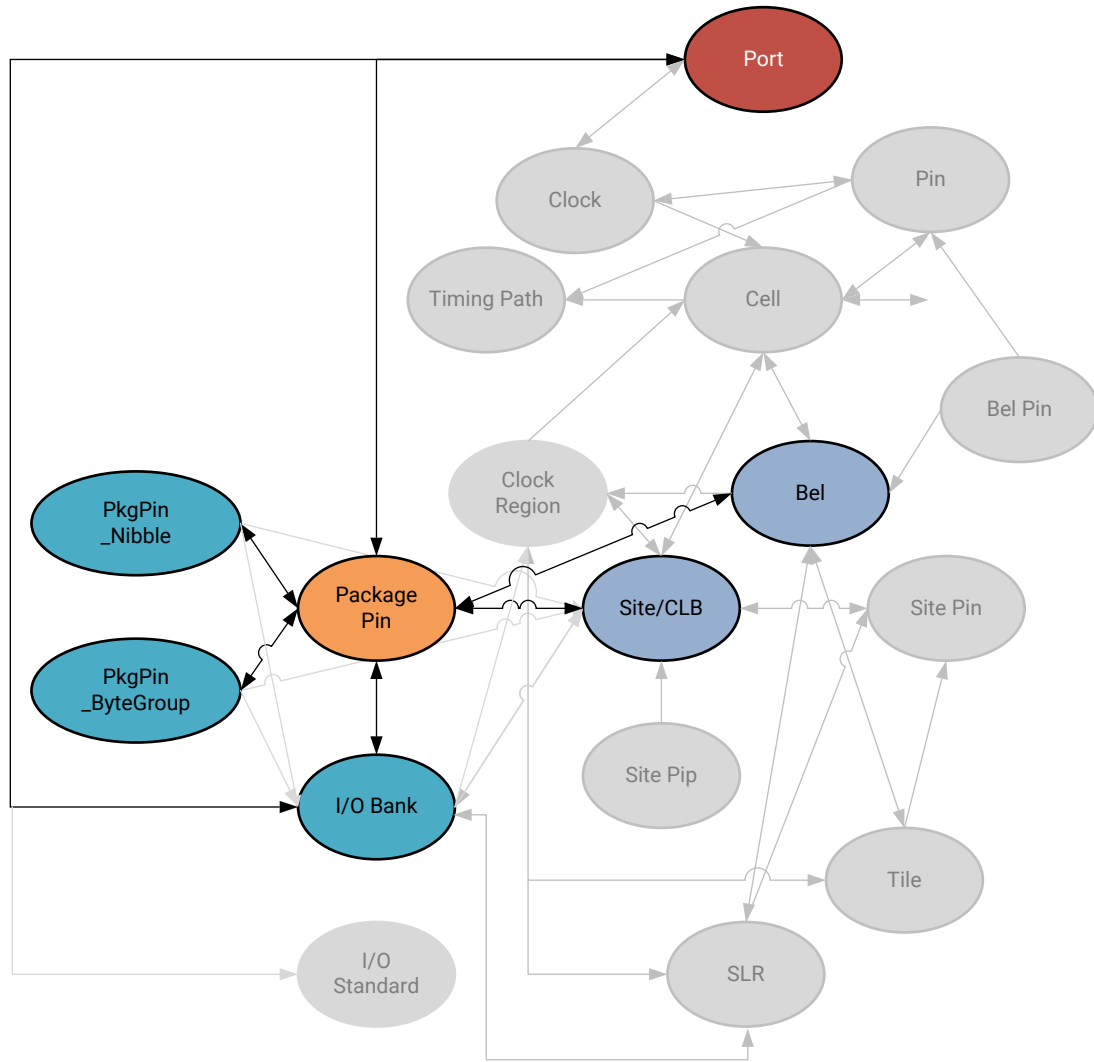 Port
Pin
Clock
Timing Path
Cell
Bel Pin
Clock
Region
Bel
PkgPin
_Nibble
Package
Pin
Site/CLB
Site Pin
PkgPin
_ByteGroup
Site Pip
I/O Bank
Tile
I/O
Standard
SLR